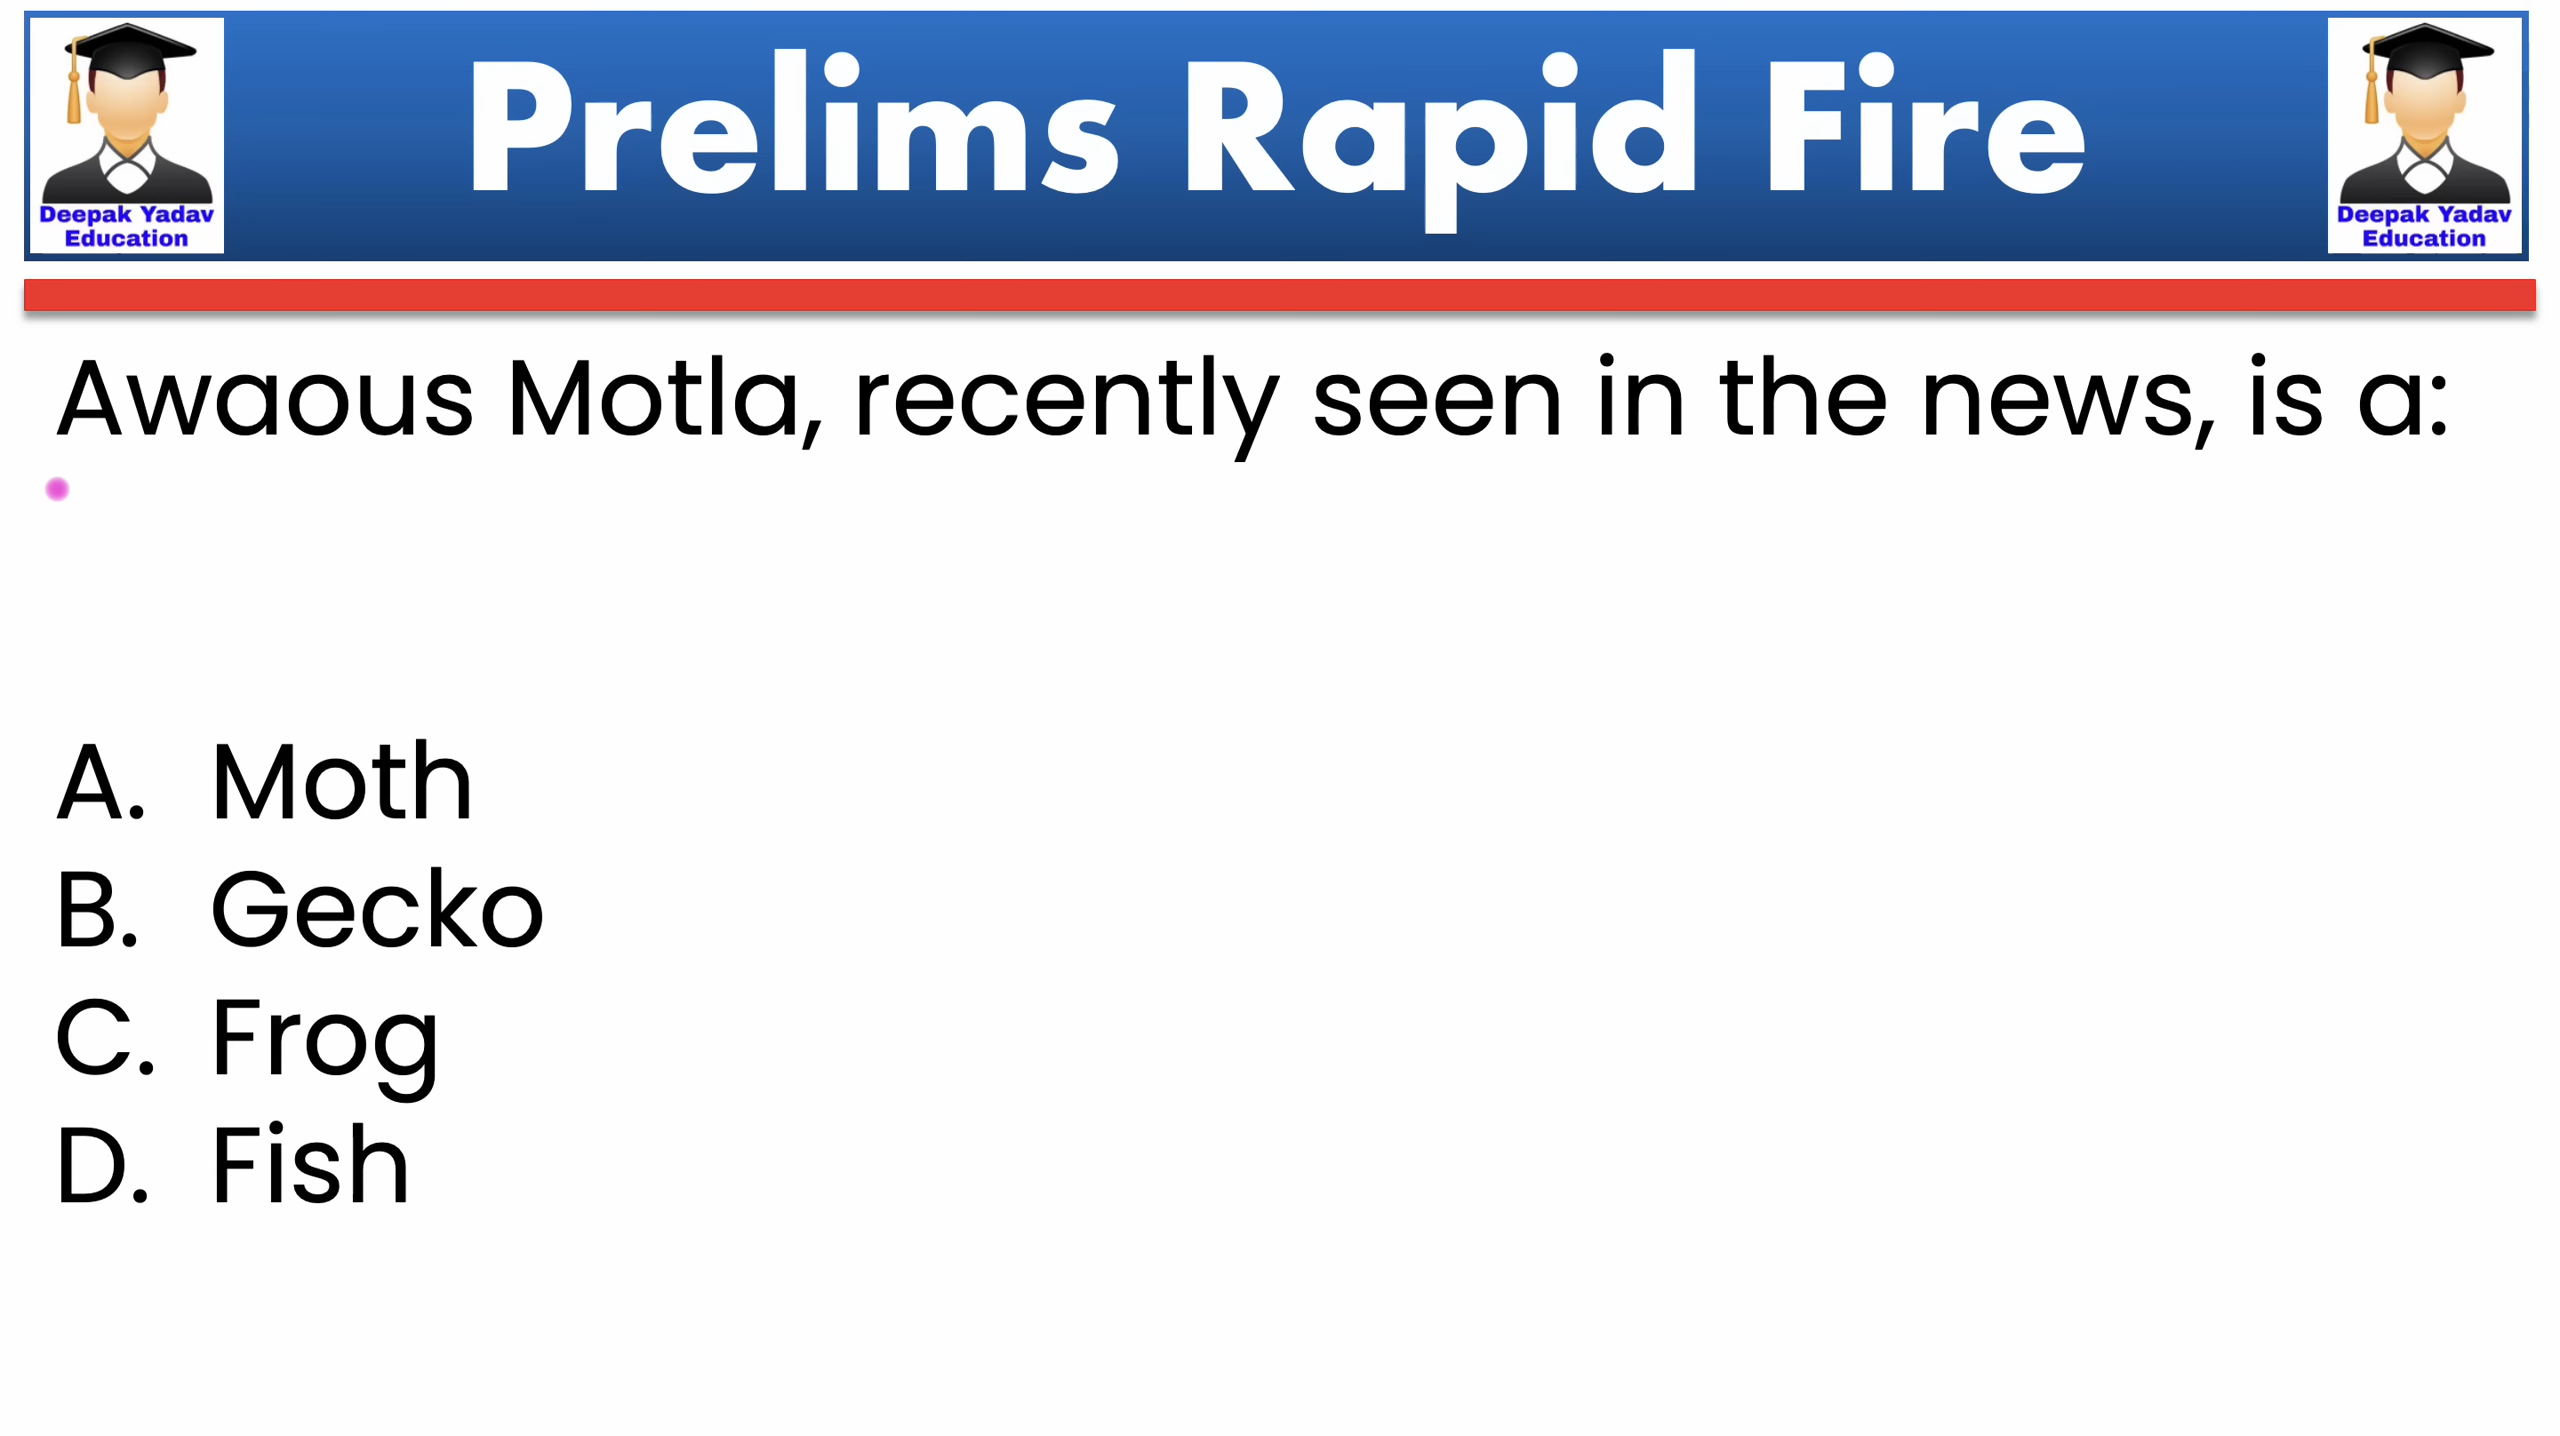 Prelims Rapid Fire
Deepak Yadav
Education
Deepak Yadav
Education
Awaous Motla, recently seen in the news, is a:
A. Moth
B. Gecko
C. Frog
D. Fish